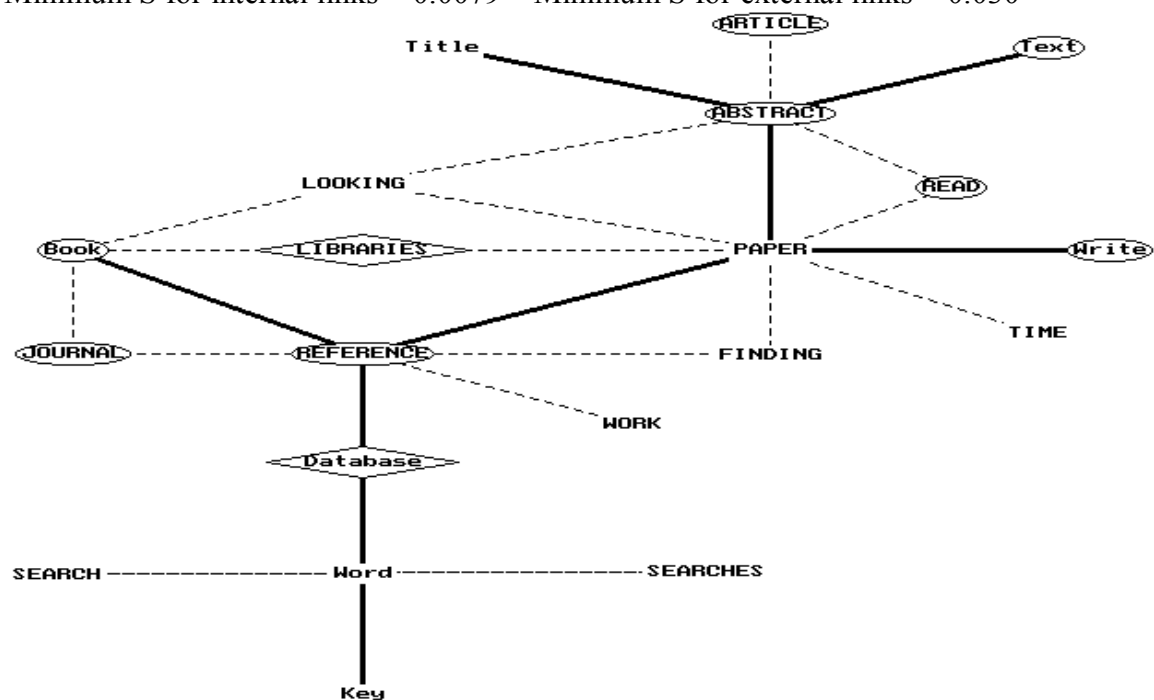 Minimum S for internal links = 0.0079    Minimum S for external links = 0.030
ARTICLE
Title
Text
ABSTRACT
LOOKING
READ
Book
LIBRARIES
PAPER
Write
TIME
JOURNAL
REFERENCE
FINDING
WORK
Database
SEARCH
Word
SEARCHES
Key